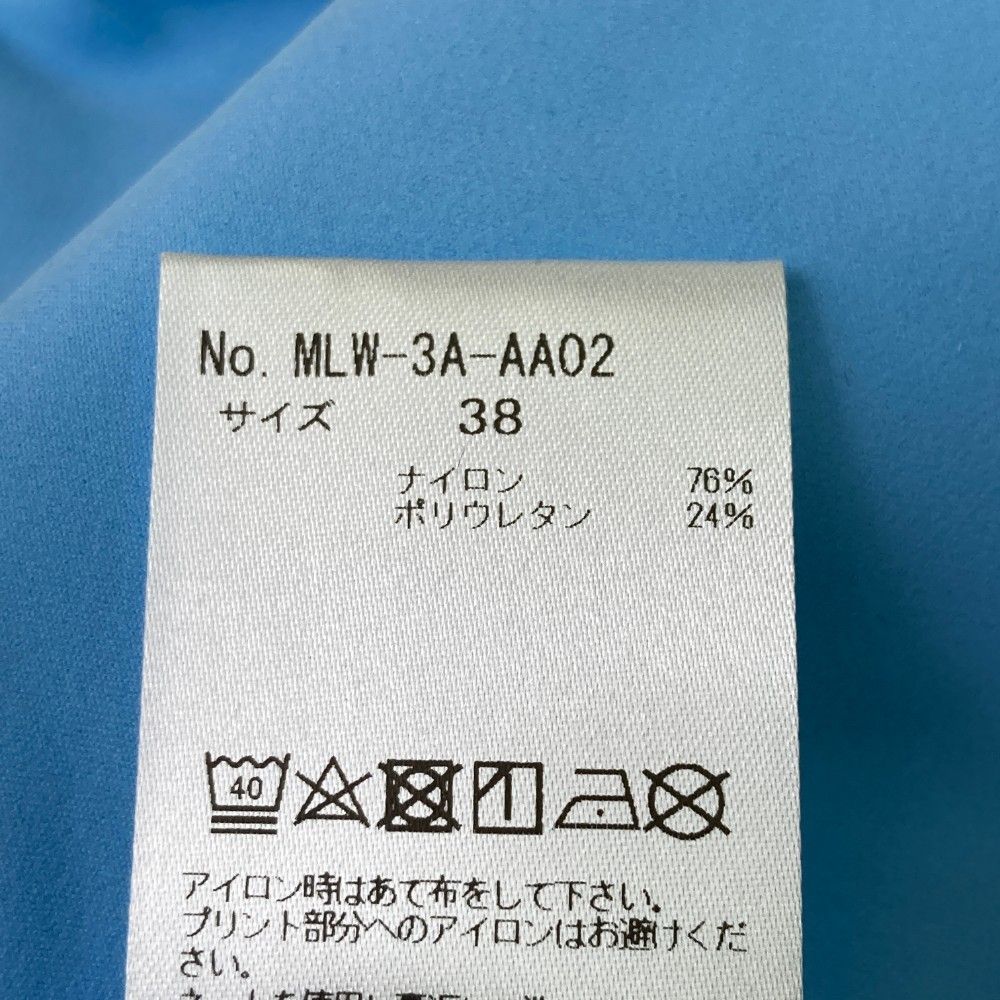 No. MLW-3A-AA02
サイズ 38
ナイロン 76%
ポリウレタン 24%
40
アイロン時はあて布をして下さい。
プリント部分へのアイロンはお避けくだ
さい。